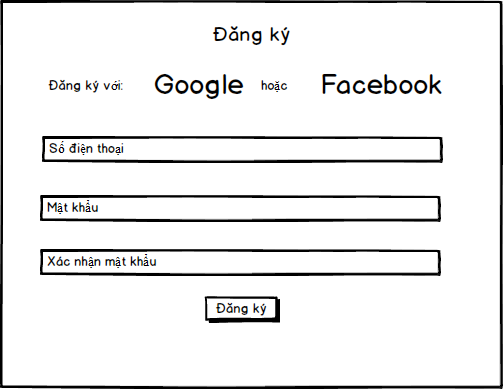 Đăng ký
Đăng ký với: Google hoặc Facebook
Số điện thoại
Mật khẩu
Xác nhận mật khẩu
Đăng ký